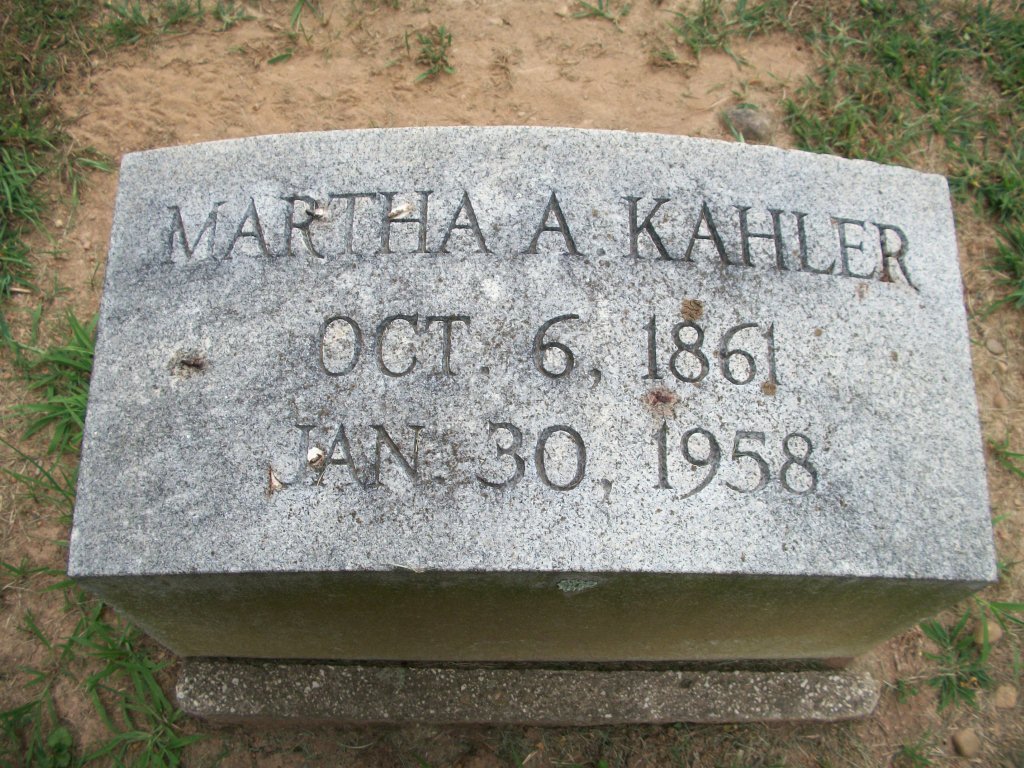 MARTHA A. KAHLER
OCT. 6, 1861
JAN. 30, 1958